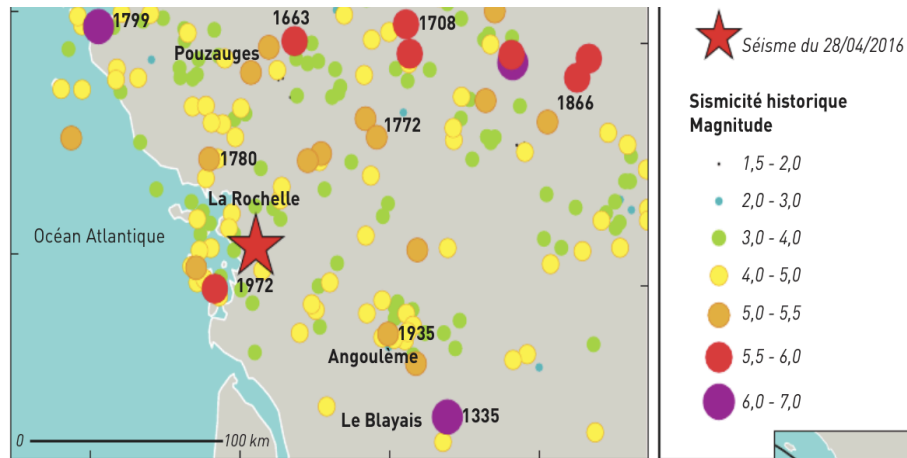 1799
1663
1708
Pouzauges
1866
1772
1780
La Rochelle
Océan Atlantique
1972
1935
Angoulème
Le Blayais
1335
0
100 km
Séisme du 28/04/2016
Sismicité historique
Magnitude
1,5 - 2,0
2,0 - 3,0
3,0 - 4,0
4,0 - 5,0
5,0 - 5,5
5,5 - 6,0
6,0 - 7,0